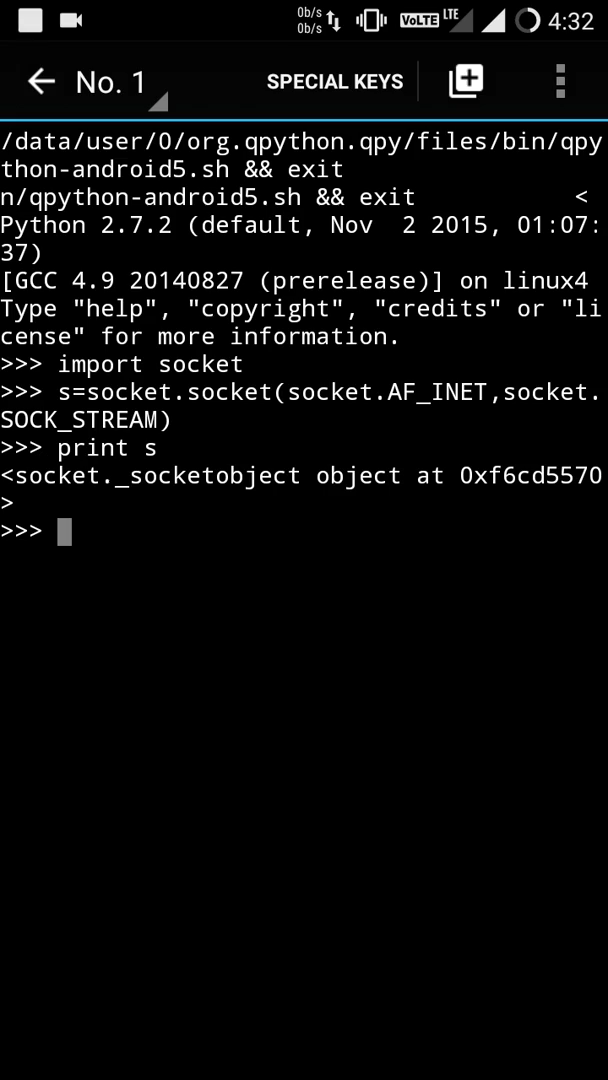 0b/s
0b/s
VoLTE
LTE
4:32
No. 1
SPECIAL KEYS
/data/user/0/org.qpython.qpy/files/bin/qpy
thon-android5.sh && exit
n/qpython-android5.sh && exit           <
Python 2.7.2 (default, Nov  2 2015, 01:07:
37)
[GCC 4.9 20140827 (prerelease)] on linux4
Type "help", "copyright", "credits" or "li
cense" for more information.
>>> import socket
>>> s=socket.socket(socket.AF_INET,socket.
SOCK_STREAM)
>>> print s
<socket._socketobject object at 0xf6cd5570
>
>>>